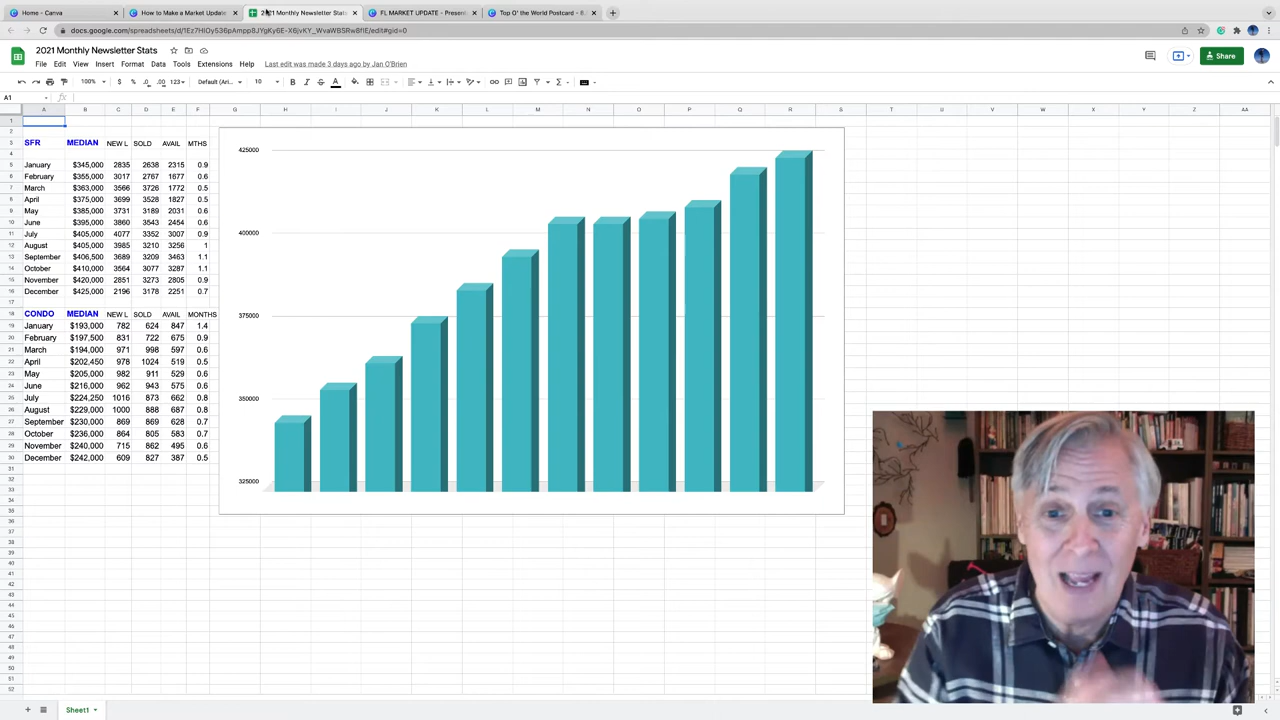 Home - Canva
How to Make a Market Update
2021 Monthly Newsletter Stats
FL MARKET UPDATE - Present
Top O' the World Postcard - 8.
2021 Monthly Newsletter Stats
Share
File Edit View Insert Format Data Tools Extensions Help Last edit was made 3 days ago by Jan O'Brien
100% $ % .0 .00 123 Default (Ari... 10 B I S A
A1 fx
A B C D E F G H I J K L M N O P Q R S T U V W X Y Z AA
SFR MEDIAN NEW L SOLD AVAIL MTHS
January $345,000 2835 2638 2315 0.9
February $355,000 3017 2767 1677 0.6
March $363,000 3566 3726 1772 0.5
April $375,000 3699 3528 1827 0.5
May $385,000 3731 3189 2031 0.6
June $395,000 3860 3543 2454 0.6
July $405,000 4077 3352 3007 0.9
August $405,000 3985 3210 3256 1
September $406,500 3689 3209 3463 1.1
October $410,000 3564 3077 3287 1.1
November $420,000 2851 3273 2805 0.9
December $425,000 2196 3178 2251 0.7
CONDO MEDIAN NEW L SOLD AVAIL MONTHS
January $193,000 782 624 847 1.4
February $197,500 831 722 675 0.9
March $194,000 971 998 597 0.6
April $202,450 978 1024 519 0.5
May $205,000 982 911 529 0.6
June $216,000 962 943 575 0.6
July $224,250 1016 873 662 0.8
August $229,000 1000 888 687 0.8
September $230,000 869 869 628 0.7
October $236,000 864 805 583 0.7
November $240,000 715 862 495 0.6
December $242,000 609 827 387 0.5
425000
400000
375000
350000
325000
Sheet1